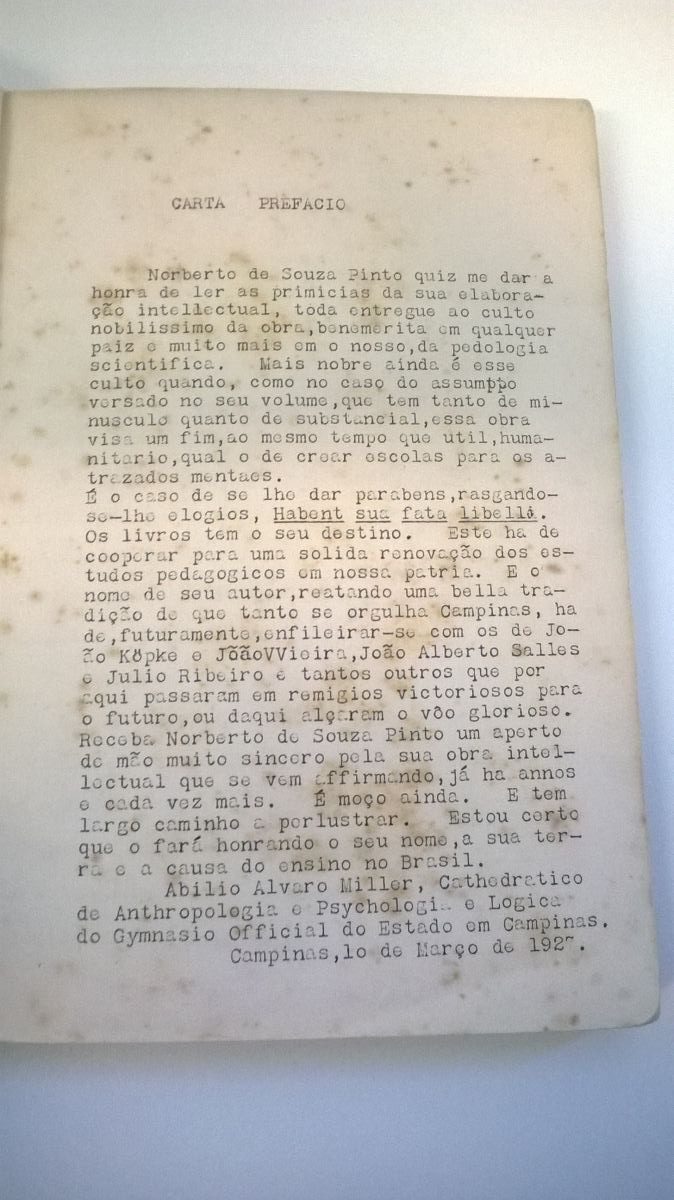 CARTA PREFACIO
Norberto de Souza Pinto quiz me dar a
honra de ler as primicias da sua elabora-
ção intellectual, toda entregue ao culto
nobilissimo da obra,benemerita em qualquer
paiz e muito mais em o nosso,da pedologia
scientifica. Mais nobre ainda é esse
culto quando, como no caso do assumppo
versado no seu volume,que tem tanto de mi-
nusculo quanto de substancial,essa obra
visa um fim,ao mesmo tempo que util,huma-
nitario,qual o de crear escolas para os a-
trazados mentaes.
É o caso de se lhe dar parabens,rasgando-
se-lhe elogios, Habent sua fata libelli.
Os livros tem o seu destino. Este ha de
cooperar para uma solida renovação dos es-
tudos pedagogicos em nossa patria. E o
nome de seu autor,reatando uma bella tra-
dição de que tanto se orgulha Campinas, ha
de,futuramente,enfileirar-se com os de Jo-
ão Köpke e JõãoVVieira,João Alberto Salles
e Julio Ribeiro e tantos outros que por
aqui passaram em remigios victoriosos para
o futuro,ou daqui alçaram o vôo glorioso.
Receba Norberto de Souza Pinto um aperto
de mão muito sincero pela sua obra intel-
lectual que se vem affirmando,já ha annos
e cada vez mais. É moço ainda. E tem
largo caminho a perlustrar. Estou certo
que o fará honrando o seu nome,a sua ter-
ra e a causa do ensino no Brasil.
Abilio Alvaro Miller, Cathedratico
de Anthropologia e Psychologia e Logica
do Gymnasio Official do Estado em Campinas.
Campinas,1o de Março de 1927.